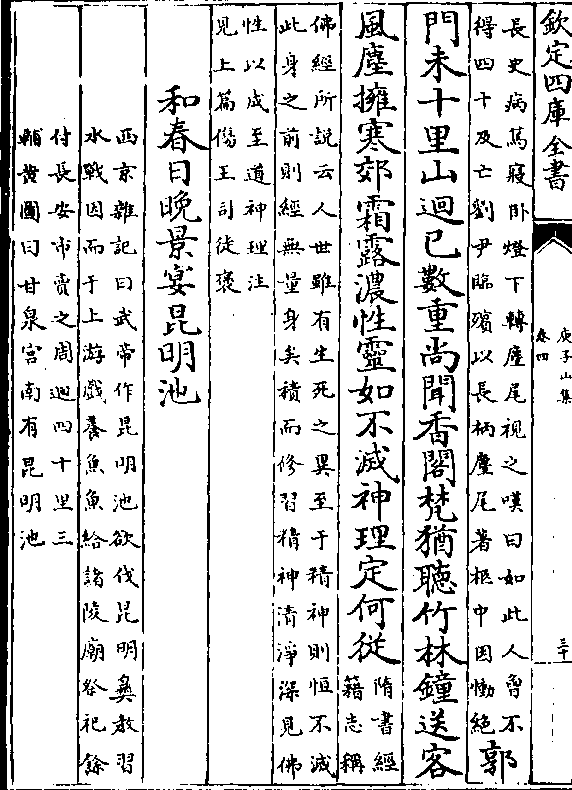 欽定四庫全書
庾子山集
卷四
三十
長史病篤寢卧燈下轉麈尾視之嘆曰如此人曾不
得四十及亡劉尹臨殯以長柄麈尾著柩中因慟絶
郭
門未十里山迴已數重尚聞香閣梵猶聽竹林鐘送客
風塵擁寒郊霜露濃性靈如不滅神理定何從
隋書經
籍志稱
佛經所説云人世雖有生死之異至于精神則恒不滅
此身之前則經無量身矣積而修習精神清淨深見佛
性以成至道神理注
見上篇傷王司徒褒
和春日晚景宴昆明池
西京雜記曰武帝作昆明池欲伐昆明夷教習
水戰因而于上游戲養魚魚給諸陵廟祭祀餘
付長安市賣之周迴四十里三
輔黄圖曰甘泉宫南有昆明池